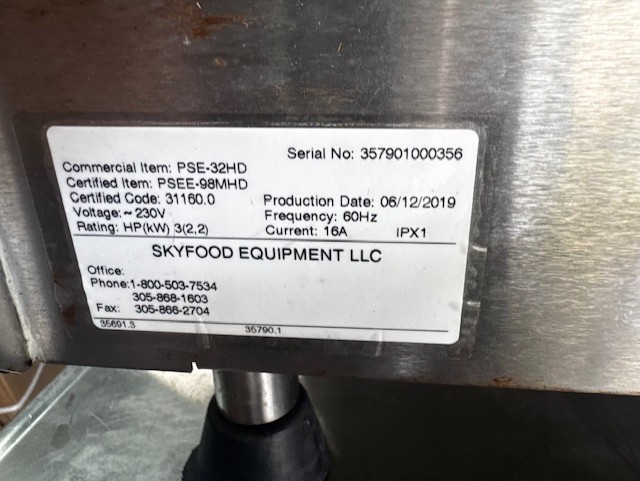 Serial No: 357901000356
Commercial Item: PSE-32HD
Certified Item: PSEE-98MHD
Certified Code: 31160.0
Production Date: 06/12/2019
Voltage: ~ 230V
Frequency: 60Hz
Rating: HP(kW) 3(2,2)
Current: 16A
IPX1
SKYFOOD EQUIPMENT LLC
Office:
Phone:1-800-503-7534
305-868-1603
Fax: 305-866-2704
35691.3
35790.1